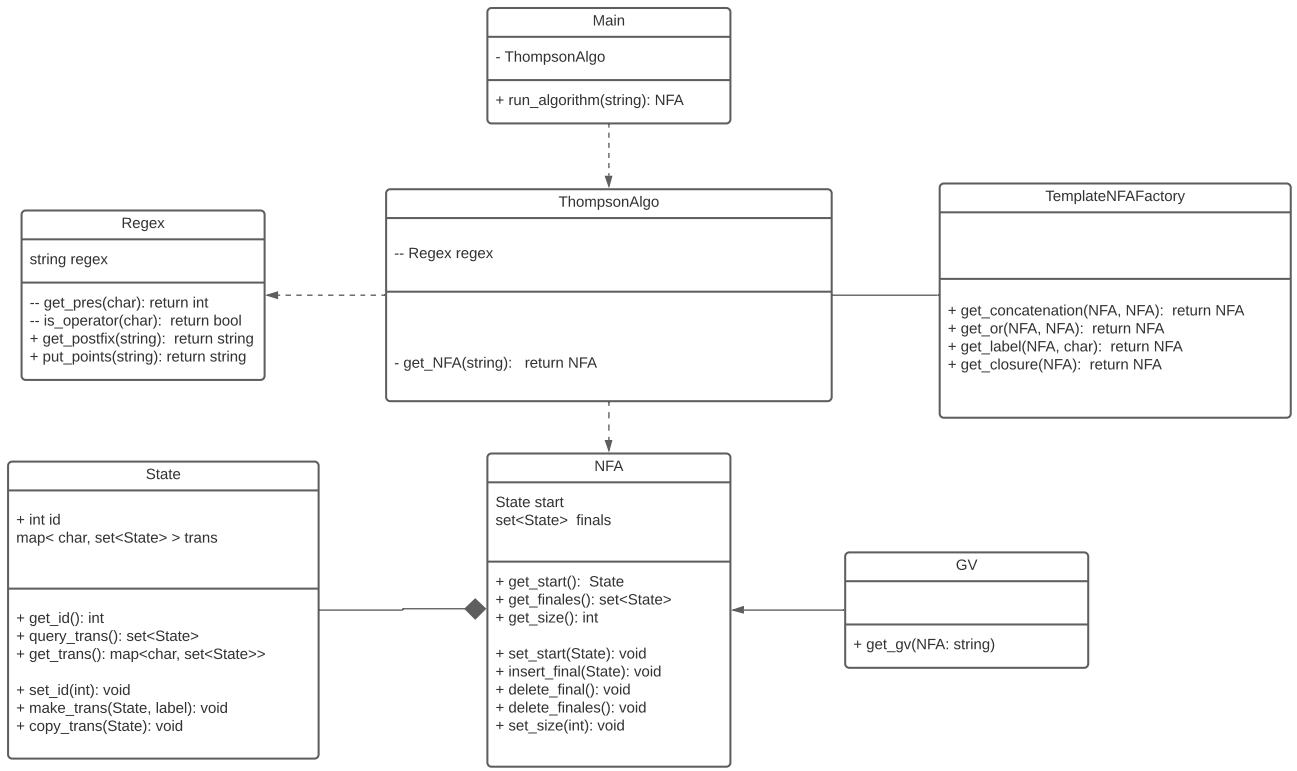 Main
- ThompsonAlgo
+ run_algorithm(string): NFA
Regex
string regex
-- get_pres(char): return int
-- is_operator(char):  return bool
+ get_postfix(string):  return string
+ put_points(string): return string
ThompsonAlgo
-- Regex regex
- get_NFA(string):   return NFA
TemplateNFAFactory
+ get_concatenation(NFA, NFA):  return NFA
+ get_or(NFA, NFA):  return NFA
+ get_label(NFA, char):  return NFA
+ get_closure(NFA):  return NFA
State
+ int id
map< char, set<State> > trans
+ get_id(): int
+ query_trans(): set<State>
+ get_trans(): map<char, set<State>>
+ set_id(int): void
+ make_trans(State, label): void
+ copy_trans(State): void
NFA
State start
set<State>  finals
+ get_start():  State
+ get_finales(): set<State>
+ get_size(): int
+ set_start(State): void
+ insert_final(State): void
+ delete_final(): void
+ delete_finales(): void
+ set_size(int): void
GV
+ get_gv(NFA: string)